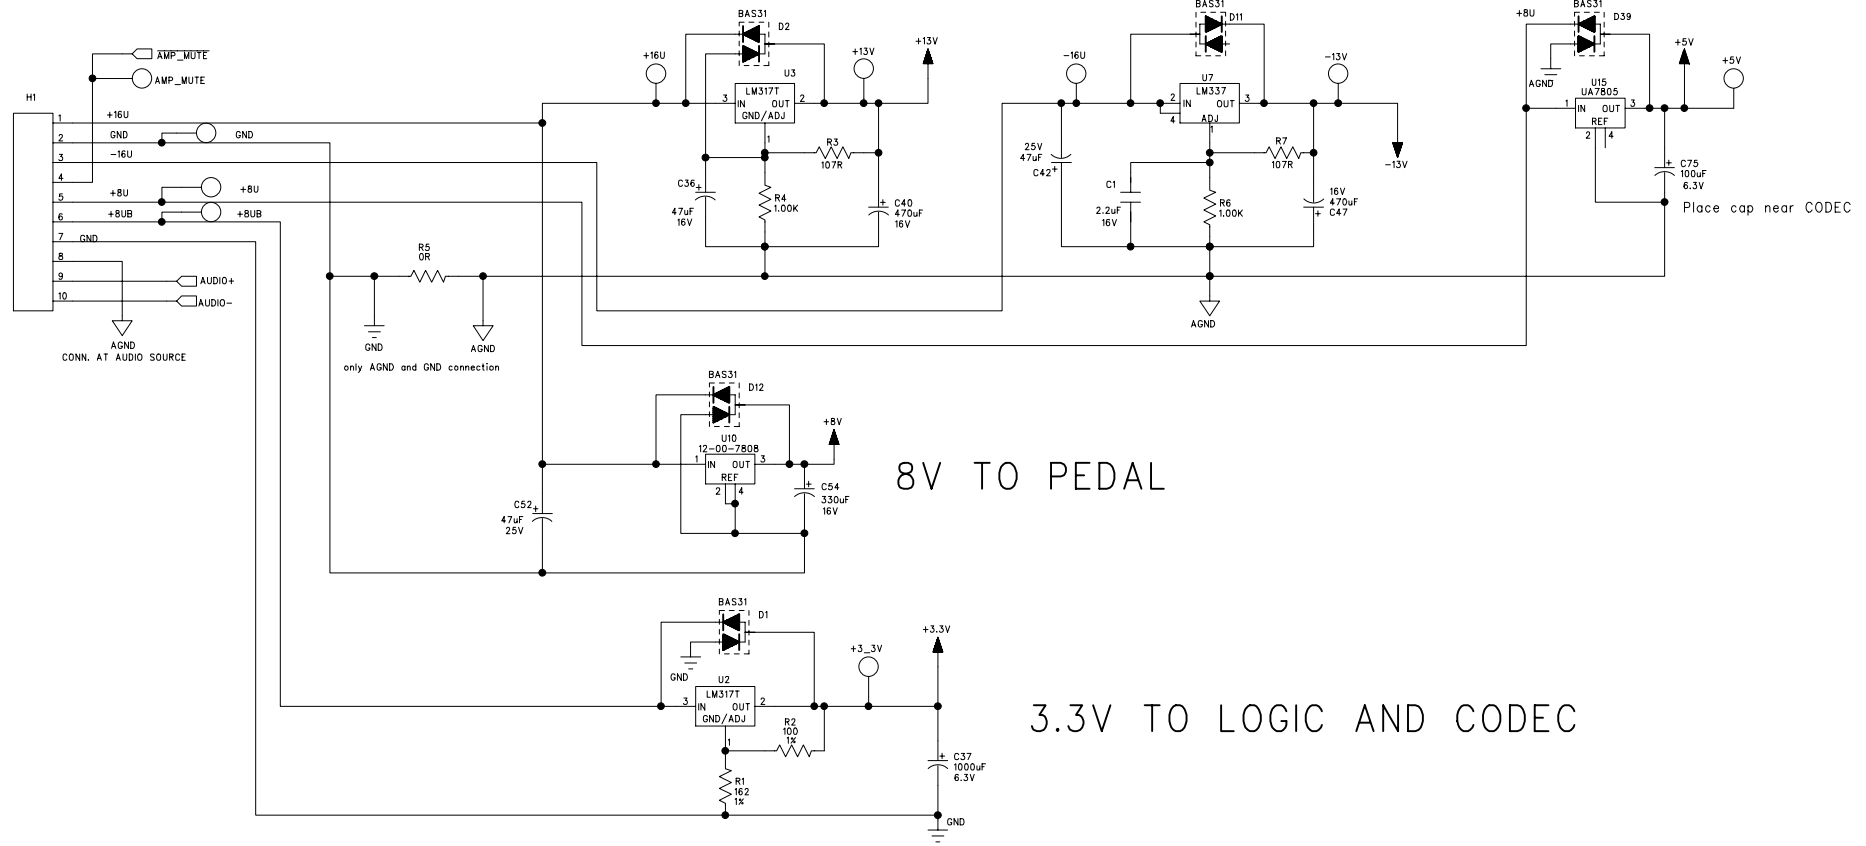 H1
AMP_MUTE
AMP_MUTE
1
+16U
2
GND
GND
3
-16U
4
5
+8U
+8U
6
+8UB
+8UB
7
GND
8
9
AUDIO+
10
AUDIO-
AGND
CONN. AT AUDIO SOURCE
R5
0R
GND
AGND
only AGND and GND connection
BAS31
D2
+16U
U3
LM317T
3
IN
OUT
2
GND/ADJ
1
+13V
+13V
R3
107R
C36
+
47uF
16V
R4
1.00K
+
C40
470uF
16V
BAS31
D11
-16U
U7
LM337
2
IN
OUT
3
4
ADJ
1
-13V
-13V
25V
47uF
C42
+
C1
2.2uF
16V
R7
107R
R6
1.00K
16V
470uF
+
C47
AGND
BAS31
+8U
D39
AGND
U15
UA7805
1
IN
OUT
3
REF
2
4
+5V
+5V
+
C75
100uF
6.3V
Place cap near CODEC
BAS31
D12
U10
12-00-7808
1
IN
OUT
3
REF
2
4
+8V
C52
+
47uF
25V
+
C54
330uF
16V
8V TO PEDAL
BAS31
D1
GND
U2
LM317T
3
IN
OUT
2
GND/ADJ
1
+3_3V
+3.3V
R2
100
1%
R1
162
1%
+
C37
1000uF
6.3V
GND
3.3V TO LOGIC AND CODEC